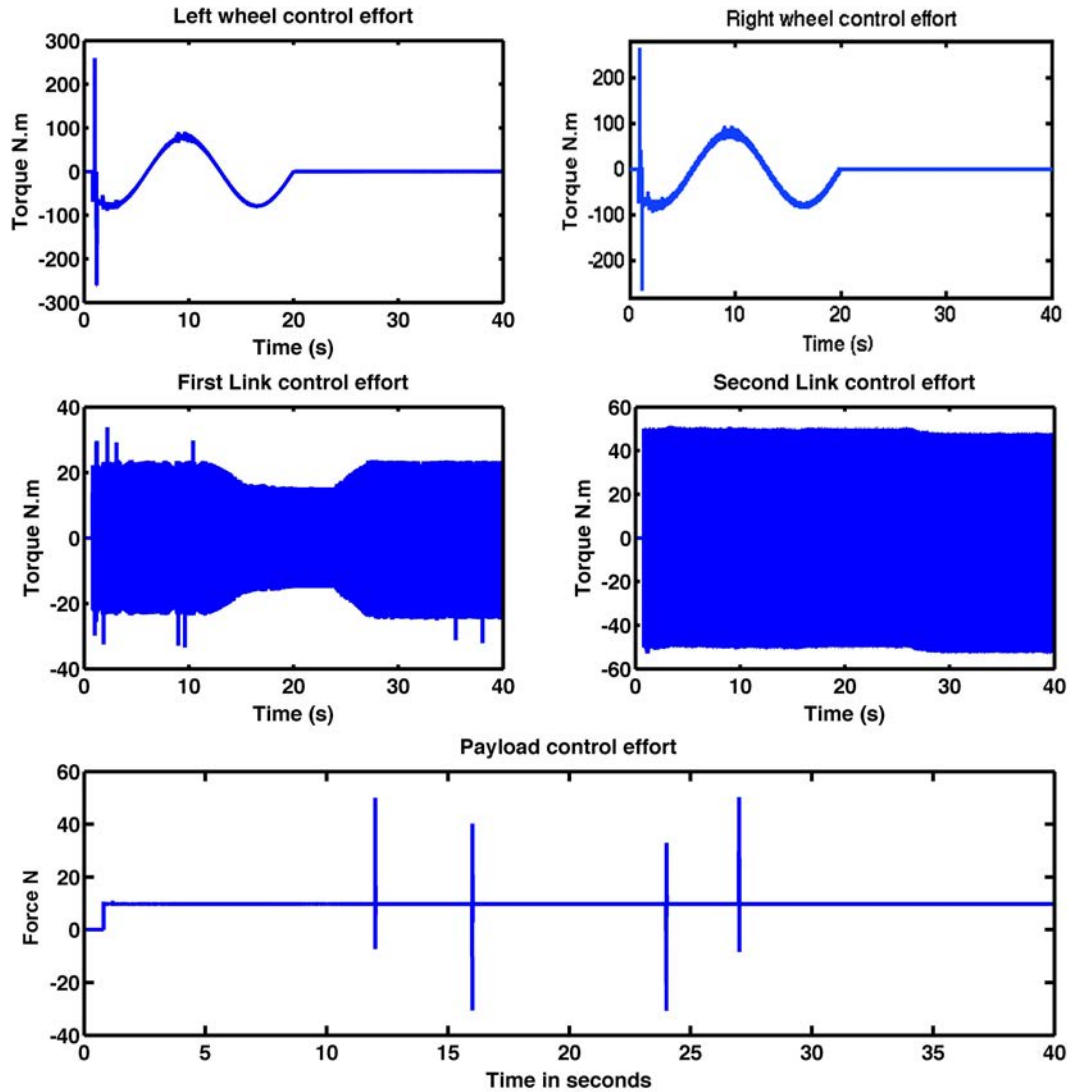 Left wheel control effort
300
200
100
0
-100
-200
-300
Torque N.m
0 10 20 30 40
Time (s)
Right wheel control effort
200
100
0
-100
-200
Torque N.m
0 10 20 30 40
Time (s)
First Link control effort
40
20
0
-20
-40
Torque N.m
0 10 20 30 40
Time (s)
Second Link control effort
60
40
20
0
-20
-40
-60
Torque N.m
0 10 20 30 40
Time (s)
Payload control effort
60
40
20
0
-20
-40
Force N
0 5 10 15 20 25 30 35 40
Time in seconds